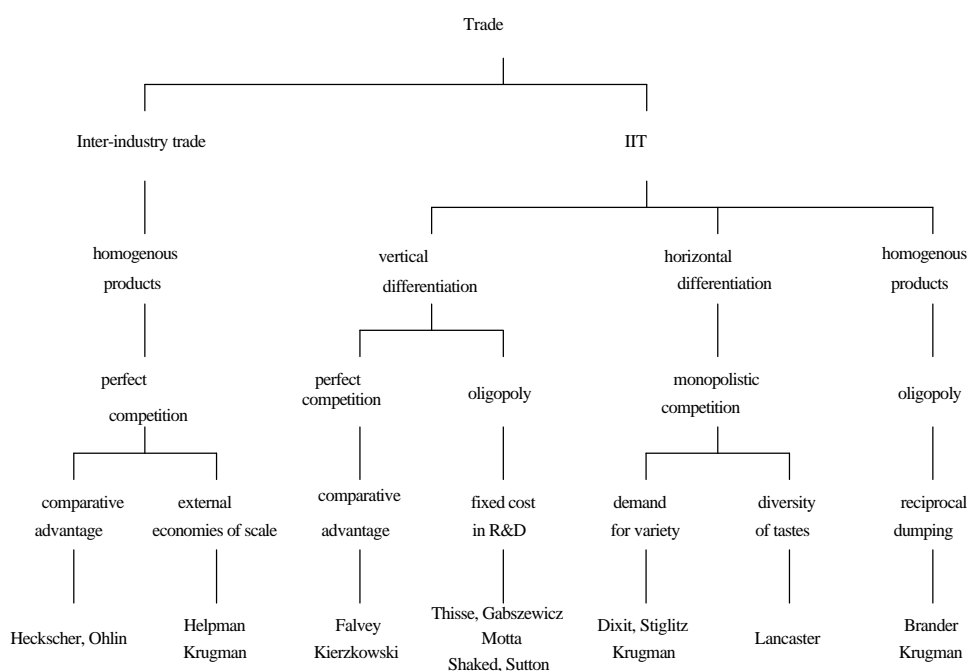 Trade
Inter-industry trade
IIT
homogenous
products
vertical
differentiation
horizontal
differentiation
homogenous
products
perfect
competition
perfect
competition
oligopoly
monopolistic
competition
oligopoly
comparative
advantage
external
economies of scale
comparative
advantage
fixed cost
in R&D
demand
for variety
diversity
of tastes
reciprocal
dumping
Heckscher, Ohlin
Helpman
Krugman
Falvey
Kierzkowski
Thisse, Gabszewicz
Motta
Shaked, Sutton
Dixit, Stiglitz
Krugman
Lancaster
Brander
Krugman